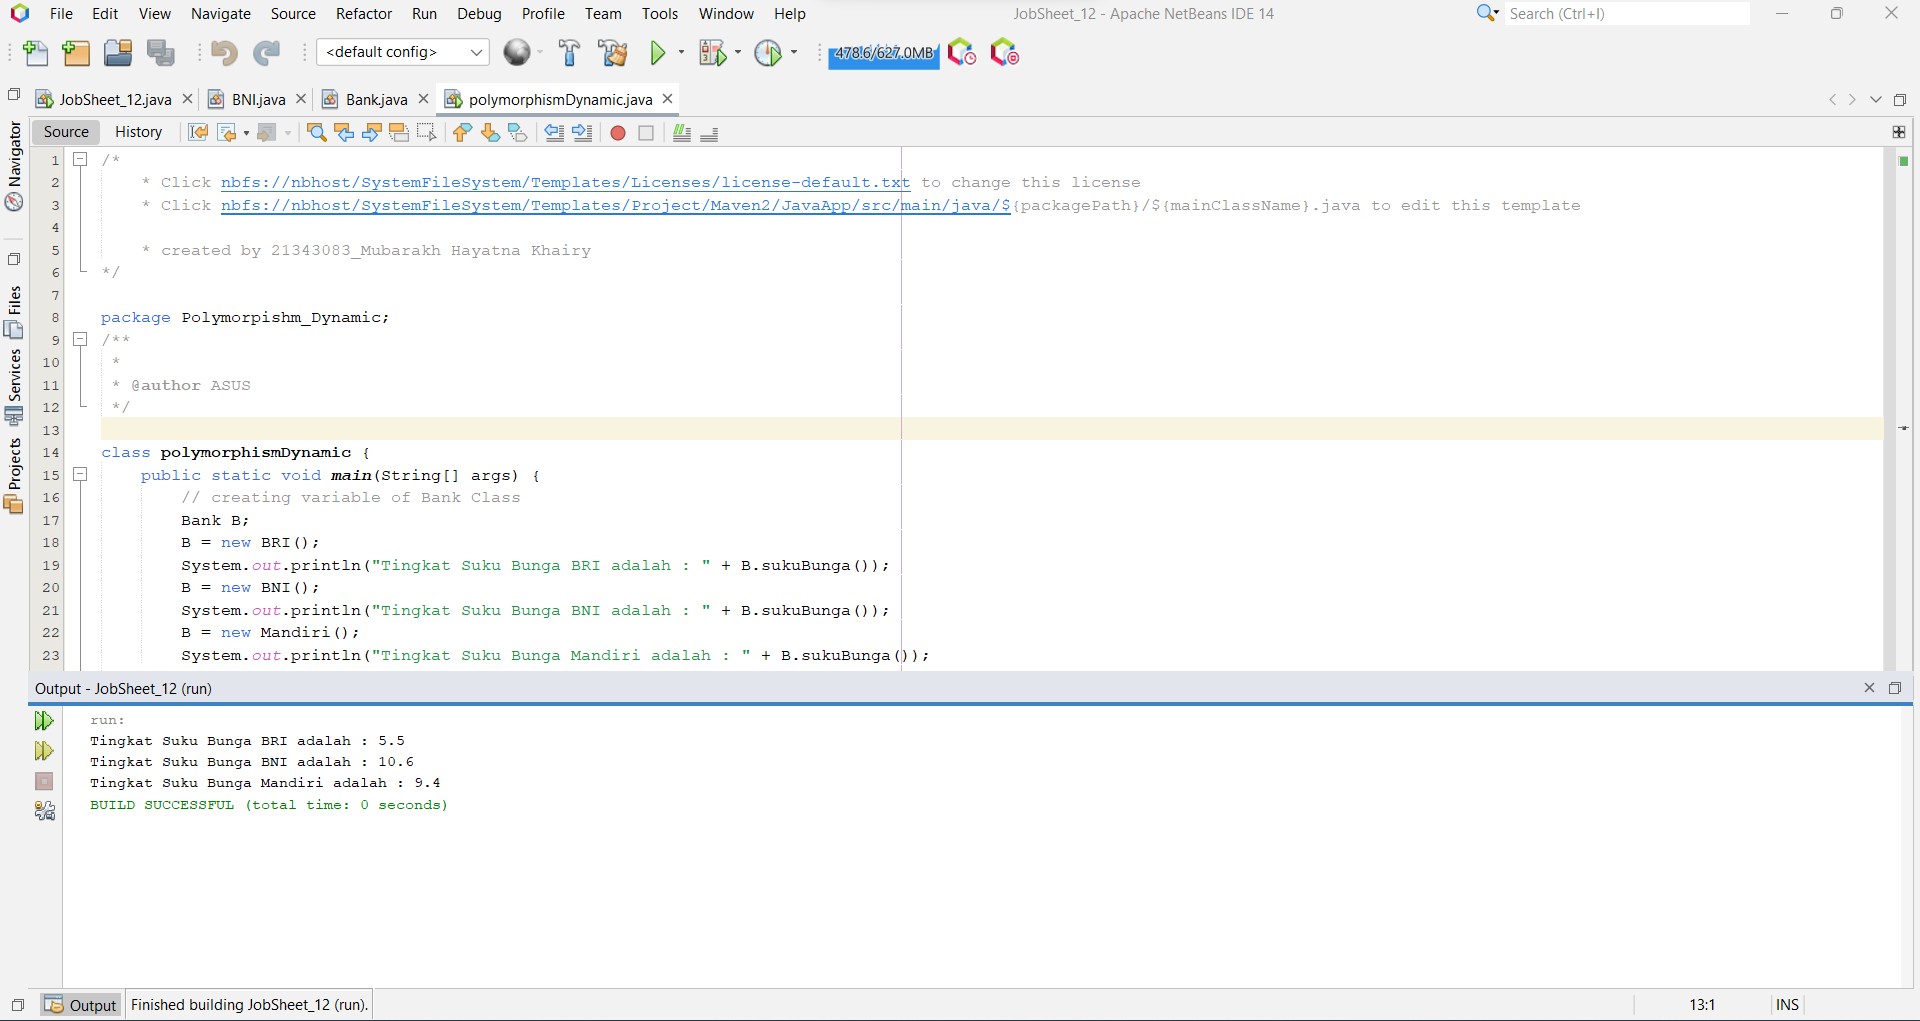 File Edit View Navigate Source Refactor Run Debug Profile Team Tools Window Help JobSheet_12 - Apache NetBeans IDE 14 Search (Ctrl+I)
<default config> 478.6/627.0MB
JobSheet_12.java BNI.java Bank.java polymorphismDynamic.java
Source History
Navigator
Files
Services
Projects
1 /*
2 * Click nbfs://nbhost/SystemFileSystem/Templates/Licenses/license-default.txt to change this license
3 * Click nbfs://nbhost/SystemFileSystem/Templates/Project/Maven2/JavaApp/src/main/java/${packagePath}/${mainClassName}.java to edit this template
4
5 * created by 21343083_Mubarakh Hayatna Khairy
6 */
7
8 package Polymorpishm_Dynamic;
9 /**
10 *
11 * @author ASUS
12 */
13
14 class polymorphismDynamic {
15 public static void main(String[] args) {
16 // creating variable of Bank Class
17 Bank B;
18 B = new BRI();
19 System.out.println("Tingkat Suku Bunga BRI adalah : " + B.sukuBunga());
20 B = new BNI();
21 System.out.println("Tingkat Suku Bunga BNI adalah : " + B.sukuBunga());
22 B = new Mandiri();
23 System.out.println("Tingkat Suku Bunga Mandiri adalah : " + B.sukuBunga());
Output - JobSheet_12 (run)
run:
Tingkat Suku Bunga BRI adalah : 5.5
Tingkat Suku Bunga BNI adalah : 10.6
Tingkat Suku Bunga Mandiri adalah : 9.4
BUILD SUCCESSFUL (total time: 0 seconds)
Output Finished building JobSheet_12 (run). 13:1 INS